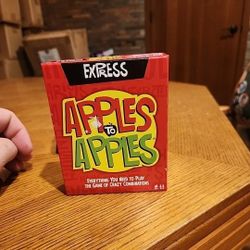 EXPRESS
APPLES
TO
APPLES
EVERYTHING YOU NEED TO PLAY
THE GAME OF CRAZY COMBINATIONS